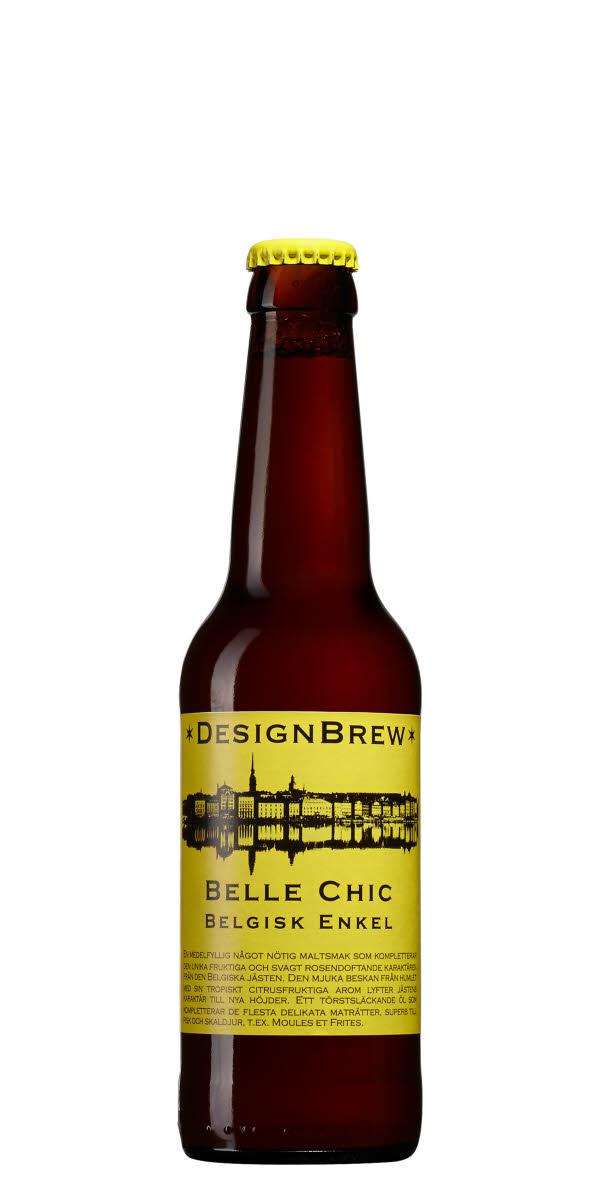 *DESIGNBREW*
BELLE CHIC
BELGISK ENKEL
EN MEDELFYLLIG NÅGOT NÖTIG MALTSMAK SOM KOMPLETTERAR
DEN UNIKA FRUKTIGA OCH SVAGT ROSENDOFTANDE KARAKTÄREN
FRÅN DEN BELGISKA JÄSTEN. DEN MJUKA BESKAN FRÅN HUMLET
MED SIN TROPISKT CITRUSFRUKTIGA AROM LYFTER JÄSTENS
KARAKTÄR TILL NYA HÖJDER. ETT TÖRSTSLÄCKANDE ÖL SOM
KOMPLETTERAR DE FLESTA DELIKATA MATRÄTTER, SUPERB TILL
FISK OCH SKALDJUR, T.EX. MOULES ET FRITES.